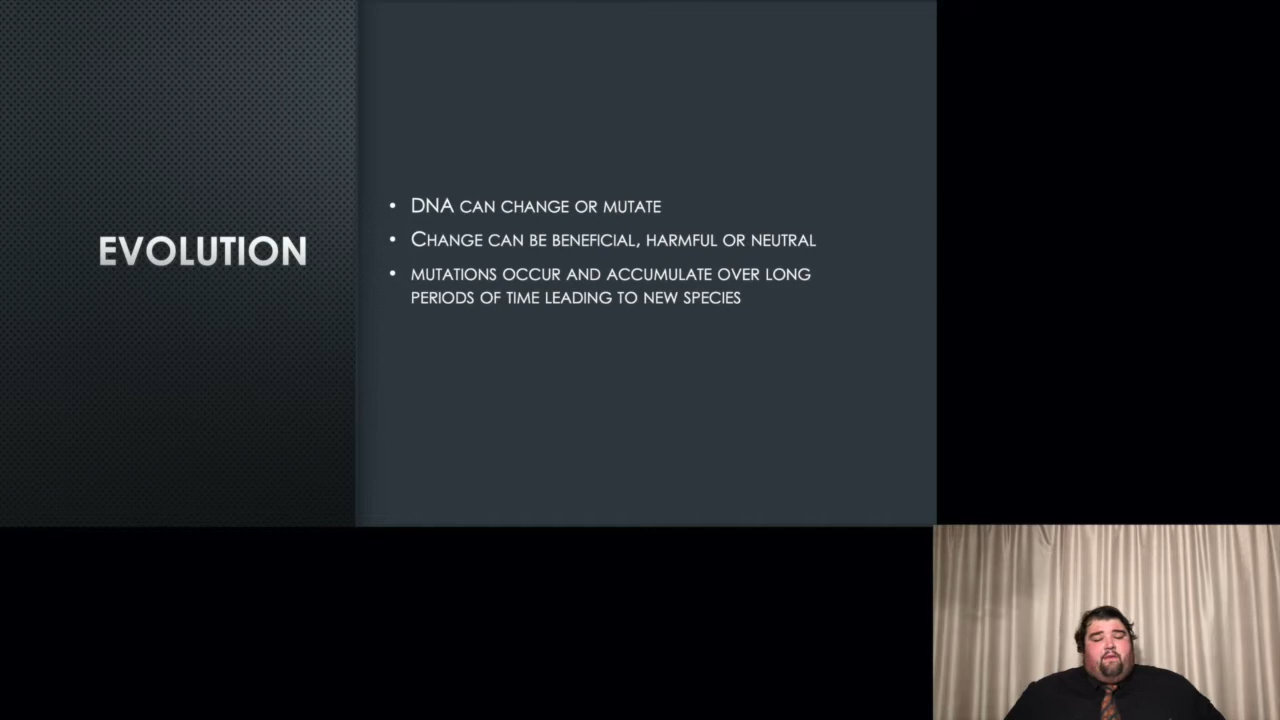 EVOLUTION
• DNA CAN CHANGE OR MUTATE
• CHANGE CAN BE BENEFICIAL, HARMFUL OR NEUTRAL
• MUTATIONS OCCUR AND ACCUMULATE OVER LONG
PERIODS OF TIME LEADING TO NEW SPECIES